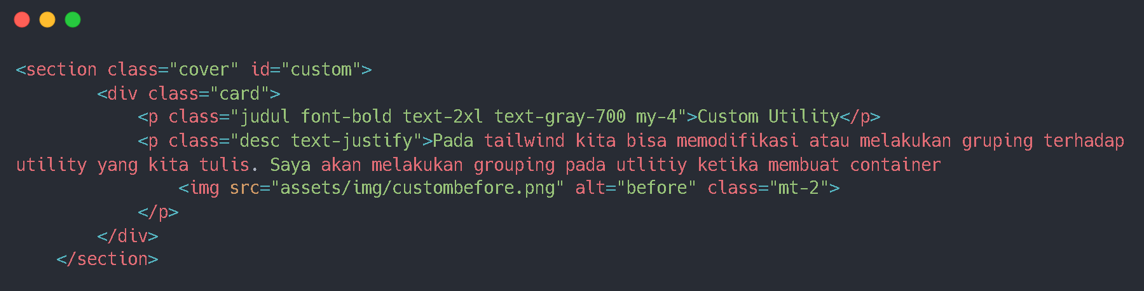 <section class="cover" id="custom">
<div class="card">
<p class="judul font-bold text-2xl text-gray-700 my-4">Custom Utility</p>
<p class="desc text-justify">Pada tailwind kita bisa memodifikasi atau melakukan gruping terhadap
utility yang kita tulis. Saya akan melakukan grouping pada utlitiy ketika membuat container
<img src="assets/img/custombefore.png" alt="before" class="mt-2">
</p>
</div>
</section>